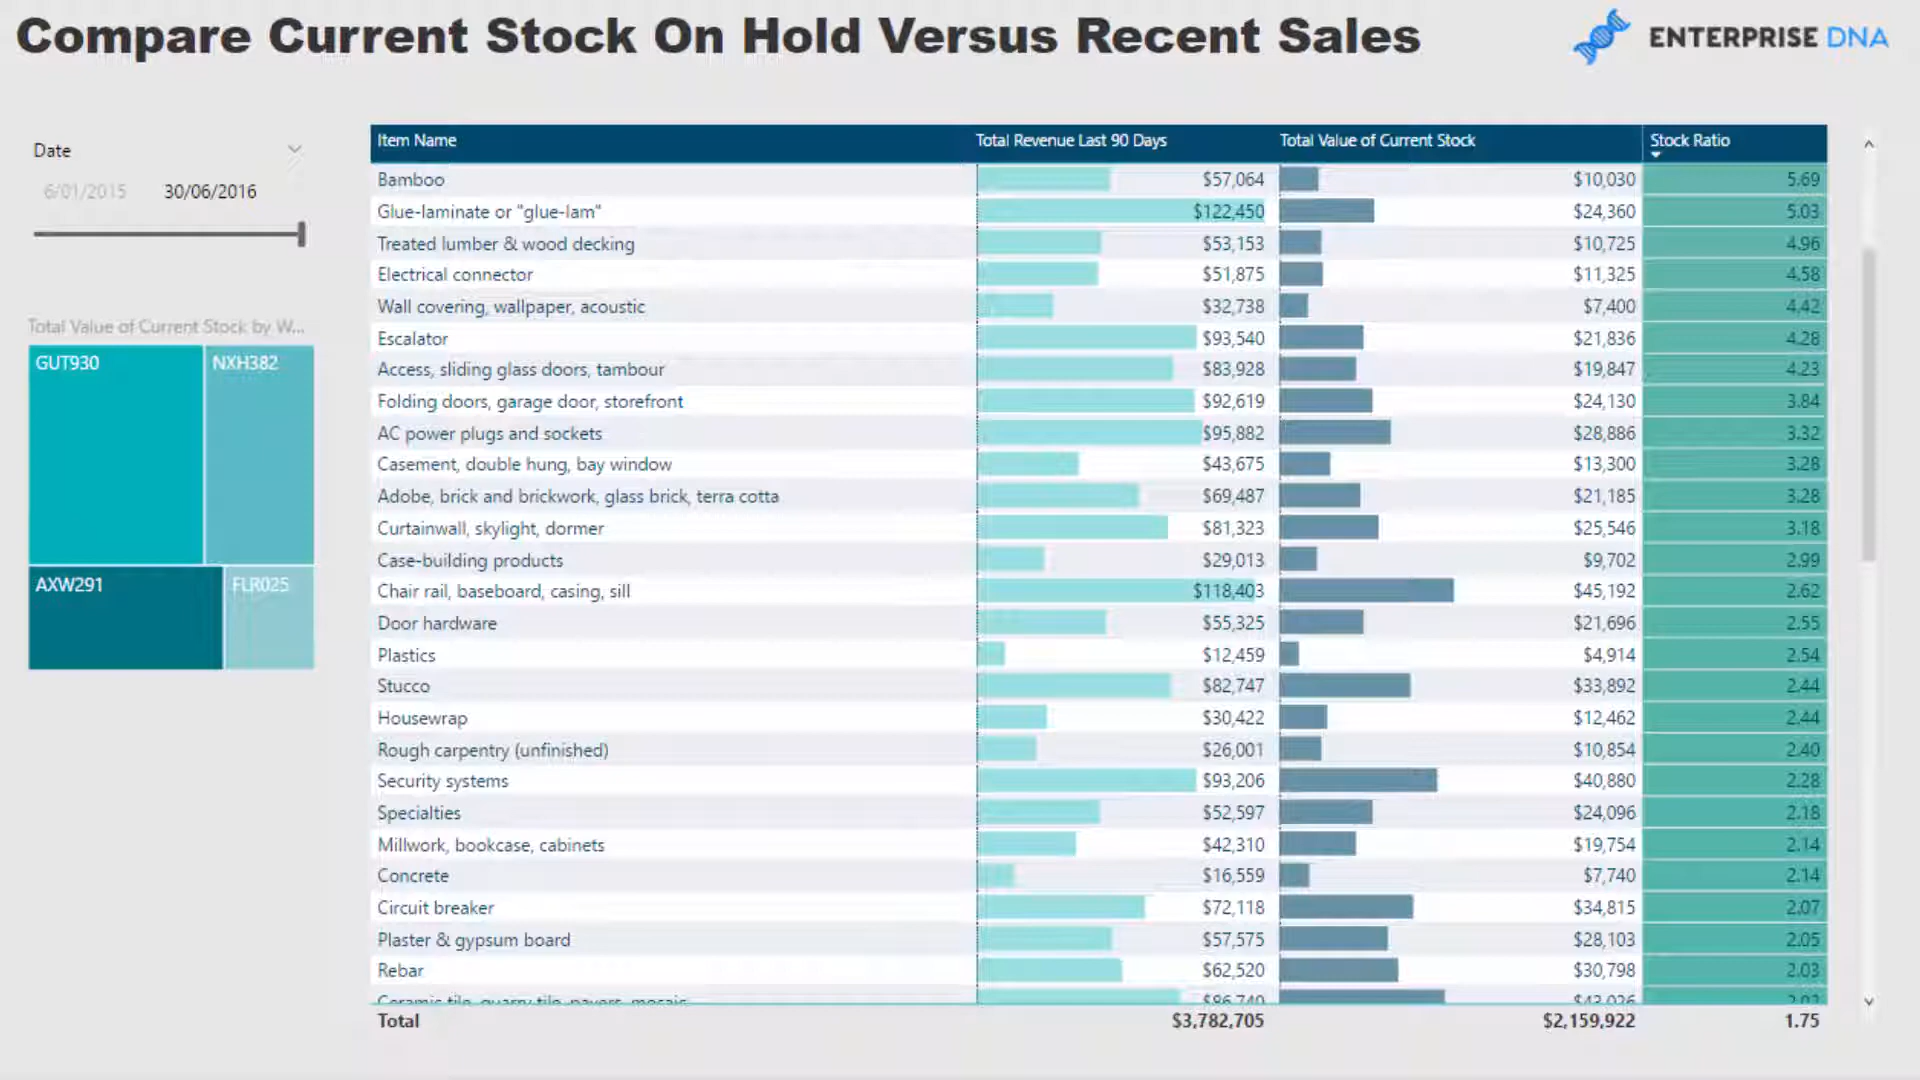 Compare Current Stock On Hold Versus Recent Sales
ENTERPRISE DNA
Date
6/01/2015 30/06/2016
Total Value of Current Stock by W...
GUT930 NXH382
AXW291 FLR025
Item Name Total Revenue Last 90 Days Total Value of Current Stock Stock Ratio
Bamboo $57,064 $10,030 5.69
Glue-laminate or "glue-lam" $122,450 $24,360 5.03
Treated lumber & wood decking $53,153 $10,725 4.96
Electrical connector $51,875 $11,325 4.58
Wall covering, wallpaper, acoustic $32,738 $7,400 4.42
Escalator $93,540 $21,836 4.28
Access, sliding glass doors, tambour $83,928 $19,847 4.23
Folding doors, garage door, storefront $92,619 $24,130 3.84
AC power plugs and sockets $95,882 $28,886 3.32
Casement, double hung, bay window $43,675 $13,300 3.28
Adobe, brick and brickwork, glass brick, terra cotta $69,487 $21,185 3.28
Curtainwall, skylight, dormer $81,323 $25,546 3.18
Case-building products $29,013 $9,702 2.99
Chair rail, baseboard, casing, sill $118,403 $45,192 2.62
Door hardware $55,325 $21,696 2.55
Plastics $12,459 $4,914 2.54
Stucco $82,747 $33,892 2.44
Housewrap $30,422 $12,462 2.44
Rough carpentry (unfinished) $26,001 $10,854 2.40
Security systems $93,206 $40,880 2.28
Specialties $52,597 $24,096 2.18
Millwork, bookcase, cabinets $42,310 $19,754 2.14
Concrete $16,559 $7,740 2.14
Circuit breaker $72,118 $34,815 2.07
Plaster & gypsum board $57,575 $28,103 2.05
Rebar $62,520 $30,798 2.03
Ceramic tile, quarry tile, pavers, mosaic
Total $3,782,705 $2,159,922 1.75